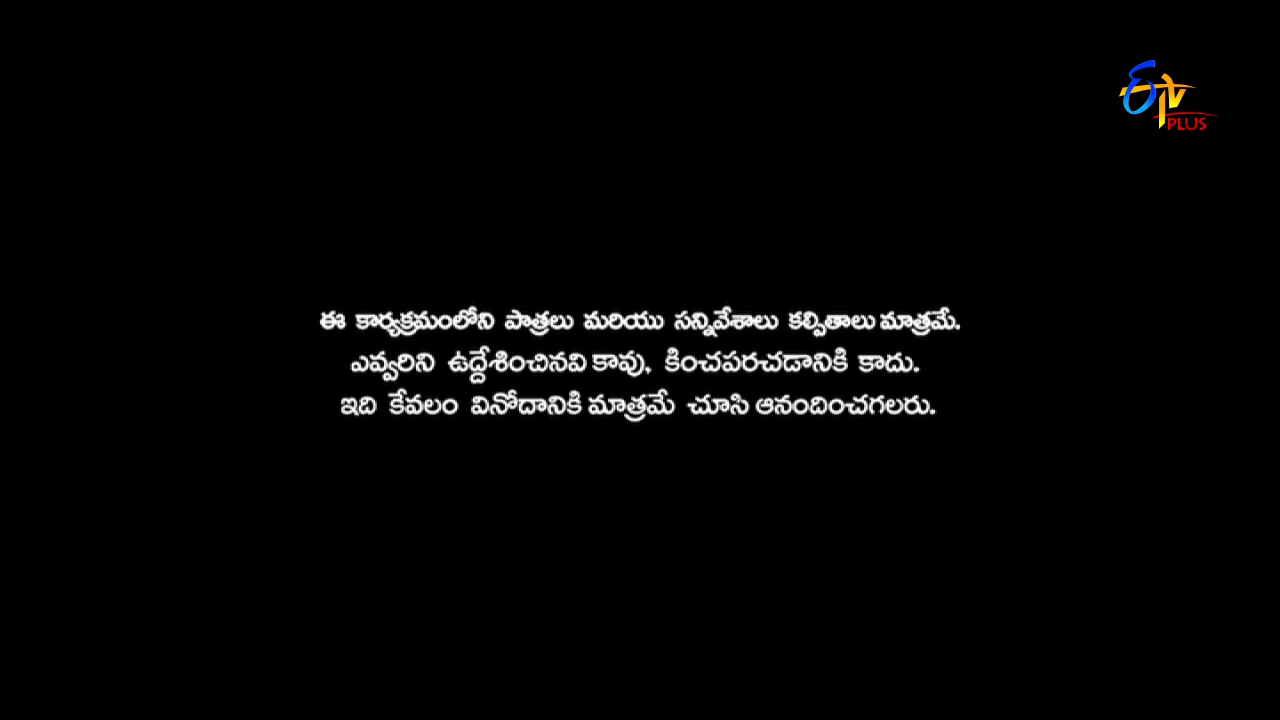 ETV
PLUS
ఈ కార్యక్రమంలోని పాత్రలు మరియు సన్నివేశాలు కల్పితాలు మాత్రమే.
ఎవ్వరిని ఉద్దేశించినవి కావు, కించపరచడానికి కాదు.
ఇది కేవలం వినోదానికి మాత్రమే చూసి ఆనందించగలరు.